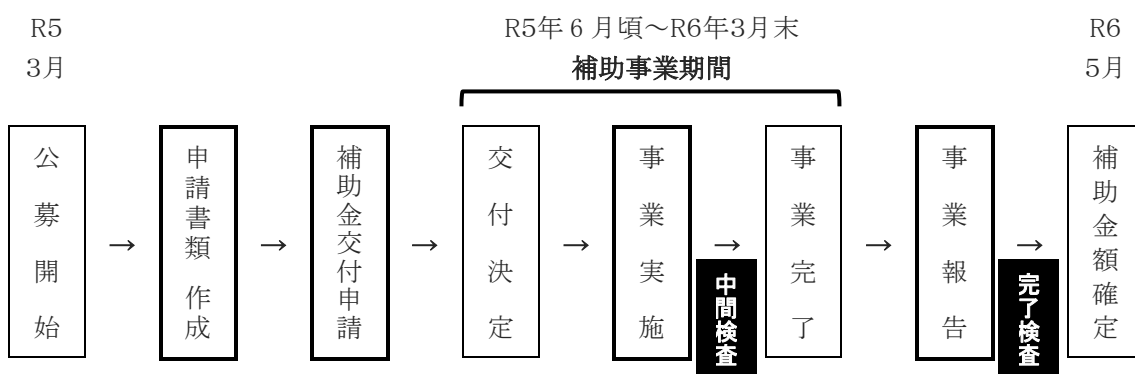 R5
3月
R5年６月頃～R6年3月末
補助事業期間
R6
5月
公募開始
→
申請書類 作成
→
補助金交付申請
→
交付決定
→
事業実施
→
中間検査
事業完了
→
事業報告
→
完了検査
補助金額確定